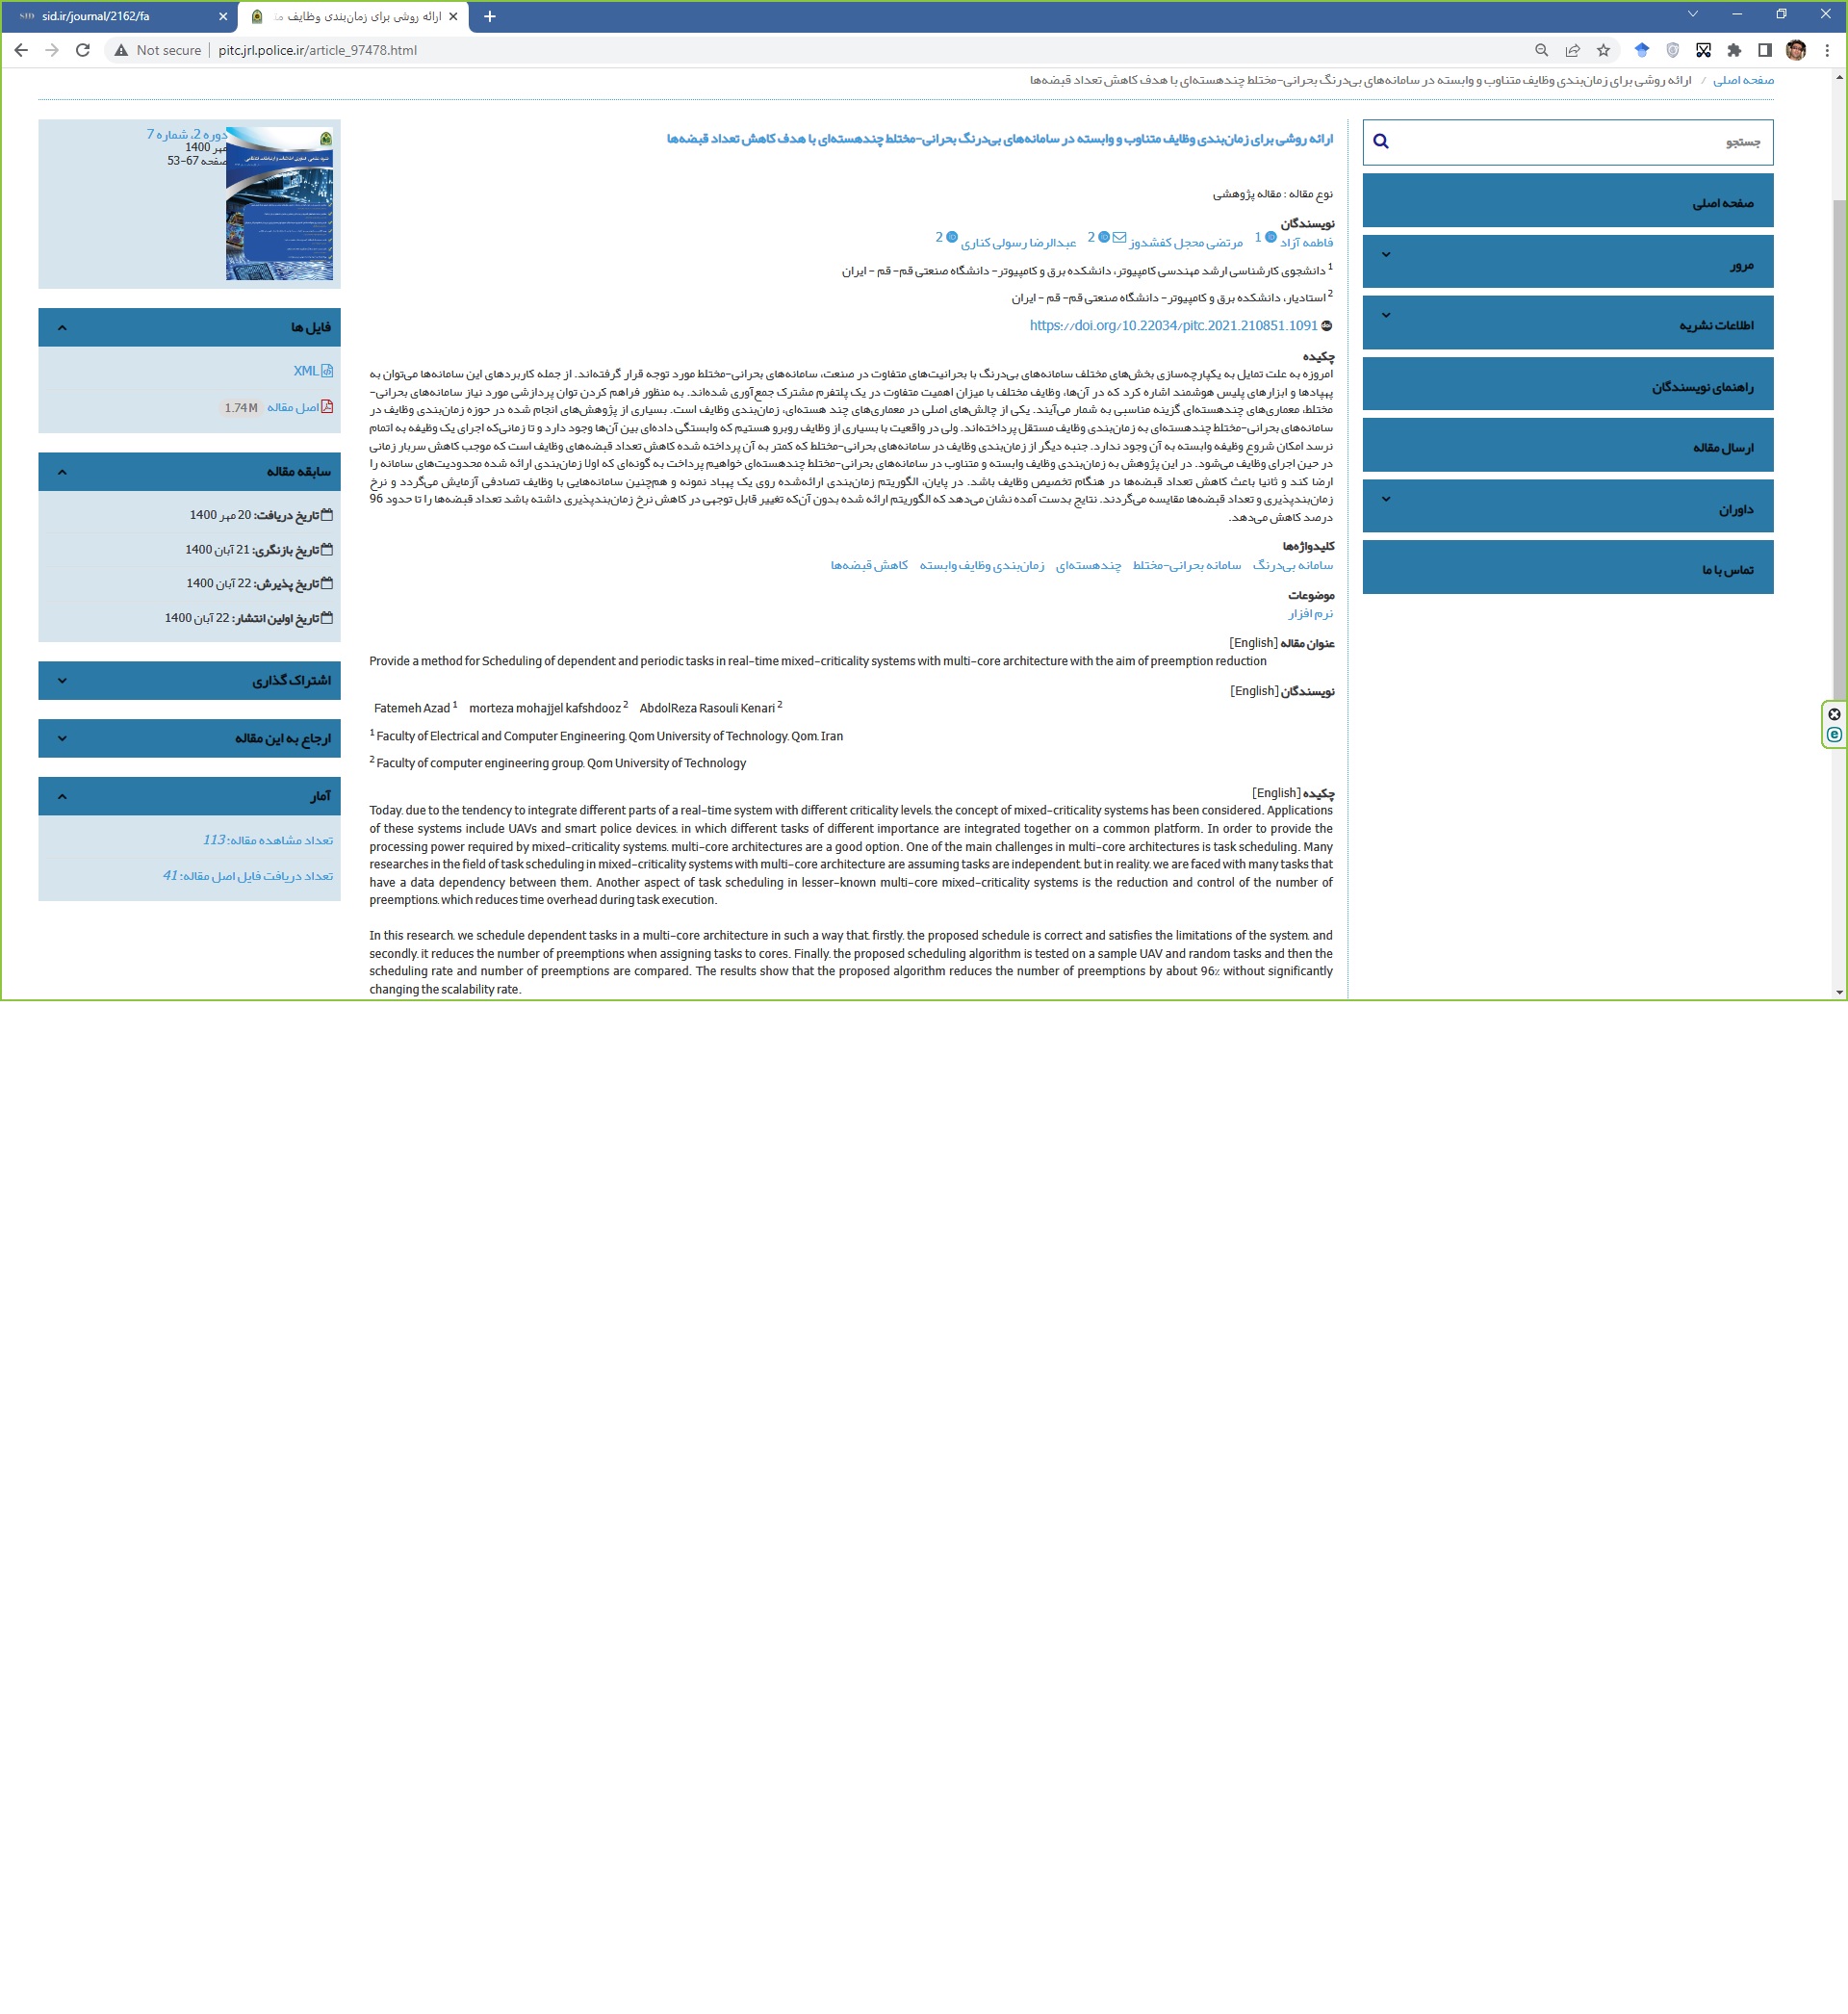 sid.ir/journal/2162/fa
ارائه روشی برای زمان‌بندی وظایف
Not secure | pitc.jrl.police.ir/article_97478.html
صفحه اصلی / ارائه روشی برای زمان‌بندی وظایف متناوب و وابسته در سامانه‌های بی‌درنگ بحرانی-مختلط چندهسته‌ای با هدف کاهش تعداد قبضه‌ها
جستجو
صفحه اصلی
مرور
اطلاعات نشریه
راهنمای نویسندگان
ارسال مقاله
داوران
تماس با ما
ارائه روشی برای زمان‌بندی وظایف متناوب و وابسته در سامانه‌های بی‌درنگ بحرانی-مختلط چندهسته‌ای با هدف کاهش تعداد قبضه‌ها
نوع مقاله : مقاله پژوهشی
نویسندگان
فاطمه آزاد 1 مرتضی محجل کفشدوز 2 عبدالرضا رسولی کناری 2
1 دانشجوی کارشناسی ارشد مهندسی کامپیوتر، دانشکده برق و کامپیوتر- دانشگاه صنعتی قم- قم - ایران
2 استادیار، دانشکده برق و کامپیوتر- دانشگاه صنعتی قم- قم - ایران
https://doi.org/10.22034/pitc.2021.210851.1091
چکیده
امروزه به علت تمایل به یکپارچه‌سازی بخش‌های مختلف سامانه‌های بی‌درنگ با بحرانیت‌های متفاوت در صنعت، سامانه‌های بحرانی-مختلط مورد توجه قرار گرفته‌اند. از جمله کاربردهای این سامانه‌ها می‌توان به
پهپادها و ابزارهای پلیس هوشمند اشاره کرد که در آن‌ها، وظایف مختلف با میزان اهمیت متفاوت در یک پلتفرم مشترک جمع‌آوری شده‌اند. به منظور فراهم کردن توان پردازشی مورد نیاز سامانه‌های بحرانی-
مختلط، معماری‌های چندهسته‌ای گزینه مناسبی به شمار می‌آیند. یکی از چالش‌های اصلی در معماری‌های چند هسته‌ای، زمان‌بندی وظایف است. بسیاری از پژوهش‌های انجام شده در حوزه زمان‌بندی وظایف در
سامانه‌های بحرانی-مختلط چندهسته‌ای به زمان‌بندی وظایف مستقل پرداخته‌اند. ولی در واقعیت با بسیاری از وظایف روبرو هستیم که وابستگی داده‌ای بین آن‌ها وجود دارد و تا زمانی‌که اجرای یک وظیفه به اتمام
نرسد امکان شروع وظیفه وابسته به آن وجود ندارد. جنبه دیگر از زمان‌بندی وظایف در سامانه‌های بحرانی-مختلط که کمتر به آن پرداخته شده کاهش تعداد قبضه‌های وظایف است که موجب کاهش سربار زمانی
در حین اجرای وظایف می‌شود. در این پژوهش به زمان‌بندی وظایف وابسته و متناوب در سامانه‌های بحرانی-مختلط چندهسته‌ای خواهیم پرداخت به گونه‌ای که اولا زمان‌بندی ارائه شده محدودیت‌های سامانه را
ارضا کند و ثانیا باعث کاهش تعداد قبضه‌ها در هنگام تخصیص وظایف باشد. در پایان، الگوریتم زمان‌بندی ارائه‌شده روی یک پهپاد نمونه و هم‌چنین سامانه‌هایی با وظایف تصادفی آزمایش می‌گردد و نرخ
زمان‌بندپذیری و تعداد قبضه‌ها مقایسه می‌گردند. نتایج بدست آمده نشان می‌دهد که الگوریتم ارائه شده بدون آن‌که تغییر قابل توجهی در کاهش نرخ زمان‌بندپذیری داشته باشد تعداد قبضه‌ها را تا حدود 96
درصد کاهش می‌دهد.
کلیدواژه‌ها
سامانه بی‌درنگ سامانه بحرانی-مختلط چندهسته‌ای زمان‌بندی وظایف وابسته کاهش قبضه‌ها
موضوعات
نرم افزار
عنوان مقاله [English]
Provide a method for Scheduling of dependent and periodic tasks in real-time mixed-criticality systems with multi-core architecture with the aim of preemption reduction
نویسندگان [English]
Fatemeh Azad 1 morteza mohajjel kafshdooz 2 AbdolReza Rasouli Kenari 2
1 Faculty of Electrical and Computer Engineering, Qom University of Technology, Qom, Iran
2 Faculty of computer engineering group, Qom University of Technology
چکیده [English]
Today, due to the tendency to integrate different parts of a real-time system with different criticality levels, the concept of mixed-criticality systems has been considered. Applications
of these systems include UAVs and smart police devices, in which different tasks of different importance are integrated together on a common platform. In order to provide the
processing power required by mixed-criticality systems, multi-core architectures are a good option. One of the main challenges in multi-core architectures is task scheduling. Many
researches in the field of task scheduling in mixed-criticality systems with multi-core architecture are assuming tasks are independent, but in reality, we are faced with many tasks that
have a data dependency between them. Another aspect of task scheduling in lesser-known multi-core mixed-criticality systems is the reduction and control of the number of
preemptions, which reduces time overhead during task execution.
In this research, we schedule dependent tasks in a multi-core architecture in such a way that, firstly, the proposed schedule is correct and satisfies the limitations of the system, and
secondly, it reduces the number of preemptions when assigning tasks to cores. Finally, the proposed scheduling algorithm is tested on a sample UAV and random tasks and then the
scheduling rate and number of preemptions are compared. The results show that the proposed algorithm reduces the number of preemptions by about 96% without significantly
changing the scalability rate.
دوره 2، شماره 7
مهر 1400
صفحه 53-67
فایل ها
XML
اصل مقاله 1.74 M
سابقه مقاله
تاریخ دریافت: 20 مهر 1400
تاریخ بازنگری: 21 آبان 1400
تاریخ پذیرش: 22 آبان 1400
تاریخ اولین انتشار: 22 آبان 1400
اشتراک گذاری
ارجاع به این مقاله
آمار
تعداد مشاهده مقاله: 113
تعداد دریافت فایل اصل مقاله: 41